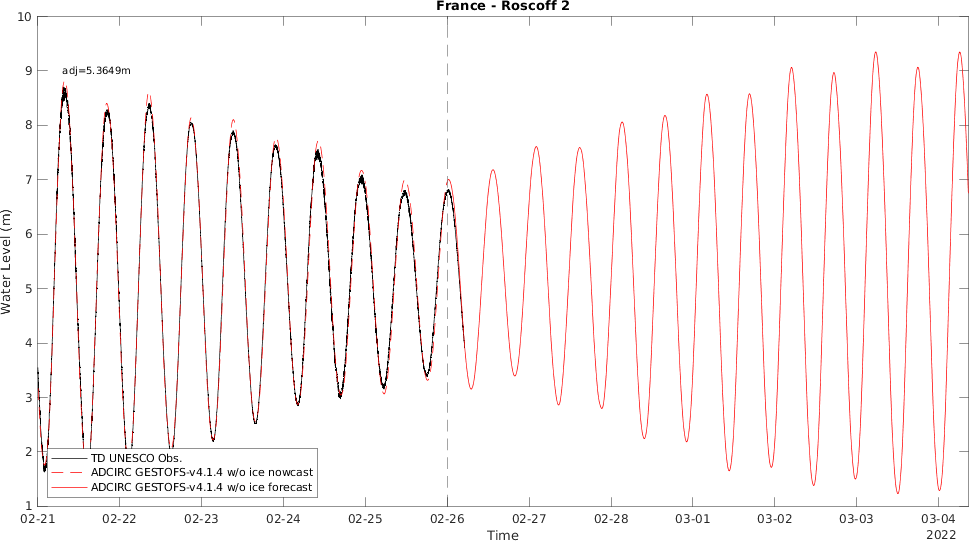 France - Roscoff 2
10
9
8
7
6
5
4
3
2
1
Water Level (m)
adj=5.3649m
TD UNESCO Obs.
ADCIRC GESTOFS-v4.1.4 w/o ice nowcast
ADCIRC GESTOFS-v4.1.4 w/o ice forecast
02-21 02-22 02-23 02-24 02-25 02-26 02-27 02-28 03-01 03-02 03-03 03-04
2022
Time